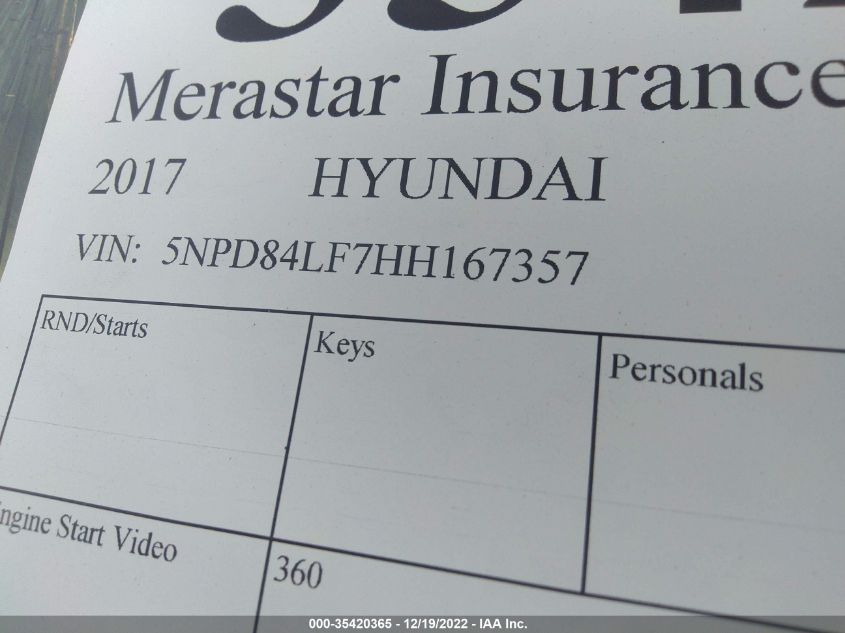 Merastar Insurance
2017 HYUNDAI
VIN: 5NPD84LF7HH167357
RND/Starts Keys Personals
Engine Start Video 360
000-35420365 - 12/19/2022 - IAA Inc.